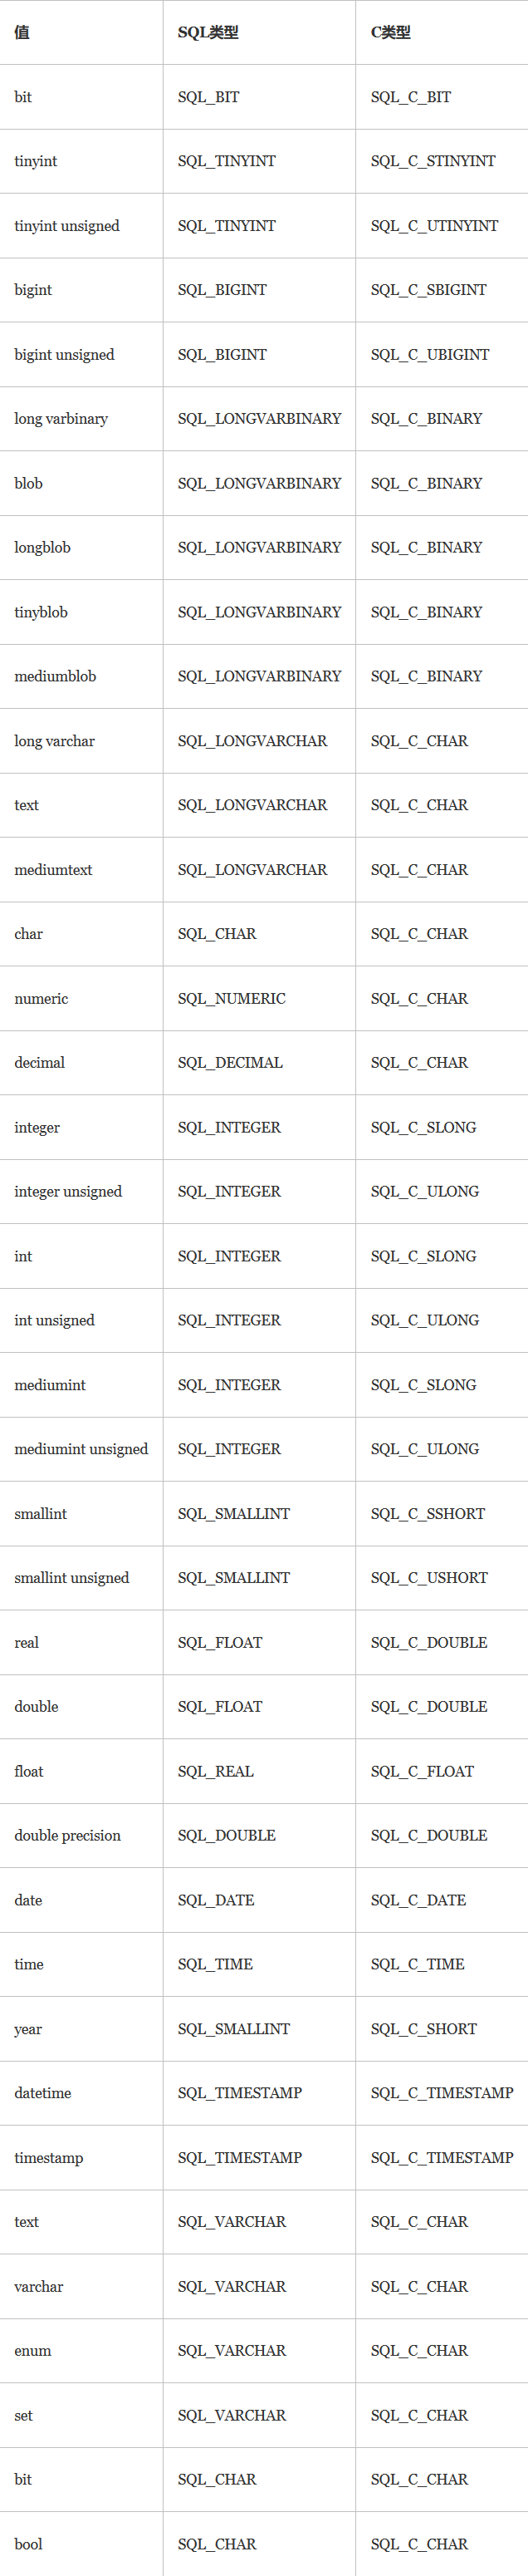 值 SQL类型 C类型
bit SQL_BIT SQL_C_BIT
tinyint SQL_TINYINT SQL_C_STINYINT
tinyint unsigned SQL_TINYINT SQL_C_UTINYINT
bigint SQL_BIGINT SQL_C_SBIGINT
bigint unsigned SQL_BIGINT SQL_C_UBIGINT
long varbinary SQL_LONGVARBINARY SQL_C_BINARY
blob SQL_LONGVARBINARY SQL_C_BINARY
longblob SQL_LONGVARBINARY SQL_C_BINARY
tinyblob SQL_LONGVARBINARY SQL_C_BINARY
mediumblob SQL_LONGVARBINARY SQL_C_BINARY
long varchar SQL_LONGVARCHAR SQL_C_CHAR
text SQL_LONGVARCHAR SQL_C_CHAR
mediumtext SQL_LONGVARCHAR SQL_C_CHAR
char SQL_CHAR SQL_C_CHAR
numeric SQL_NUMERIC SQL_C_CHAR
decimal SQL_DECIMAL SQL_C_CHAR
integer SQL_INTEGER SQL_C_SLONG
integer unsigned SQL_INTEGER SQL_C_ULONG
int SQL_INTEGER SQL_C_SLONG
int unsigned SQL_INTEGER SQL_C_ULONG
mediumint SQL_INTEGER SQL_C_SLONG
mediumint unsigned SQL_INTEGER SQL_C_ULONG
smallint SQL_SMALLINT SQL_C_SSHORT
smallint unsigned SQL_SMALLINT SQL_C_USHORT
real SQL_FLOAT SQL_C_DOUBLE
double SQL_FLOAT SQL_C_DOUBLE
float SQL_REAL SQL_C_FLOAT
double precision SQL_DOUBLE SQL_C_DOUBLE
date SQL_DATE SQL_C_DATE
time SQL_TIME SQL_C_TIME
year SQL_SMALLINT SQL_C_SHORT
datetime SQL_TIMESTAMP SQL_C_TIMESTAMP
timestamp SQL_TIMESTAMP SQL_C_TIMESTAMP
text SQL_VARCHAR SQL_C_CHAR
varchar SQL_VARCHAR SQL_C_CHAR
enum SQL_VARCHAR SQL_C_CHAR
set SQL_VARCHAR SQL_C_CHAR
bit SQL_CHAR SQL_C_CHAR
bool SQL_CHAR SQL_C_CHAR